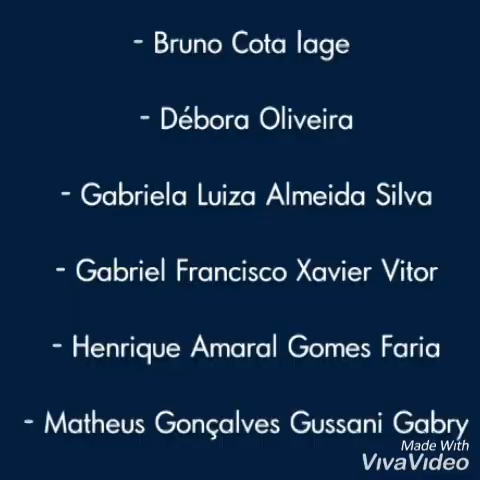 - Bruno Cota lage
- Débora Oliveira
- Gabriela Luiza Almeida Silva
- Gabriel Francisco Xavier Vitor
- Henrique Amaral Gomes Faria
- Matheus Gonçalves Gussani Gabry
Made With
VivaVideo